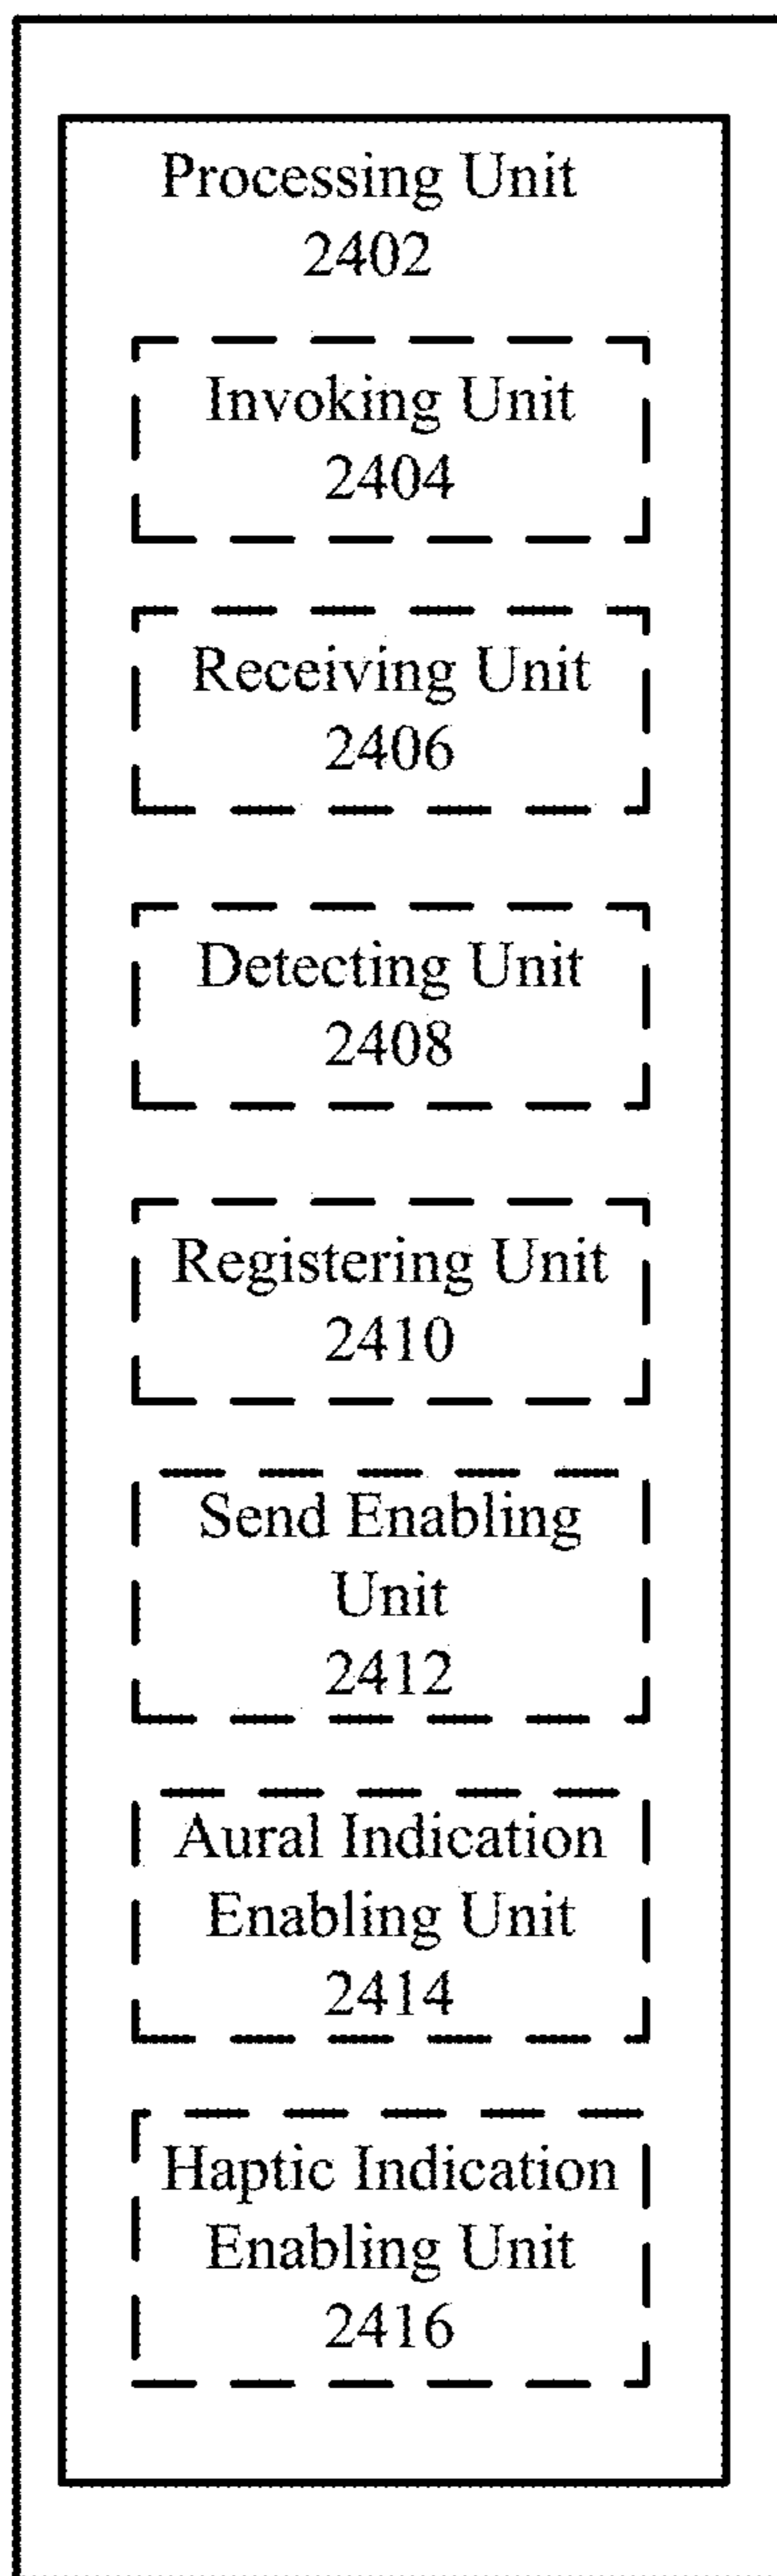 Processing Unit
2402
Invoking Unit
2404
Receiving Unit
2406
Detecting Unit
2408
Registering Unit
2410
Send Enabling
Unit
2412
Aural Indication
Enabling Unit
2414
Haptic Indication
Enabling Unit
2416